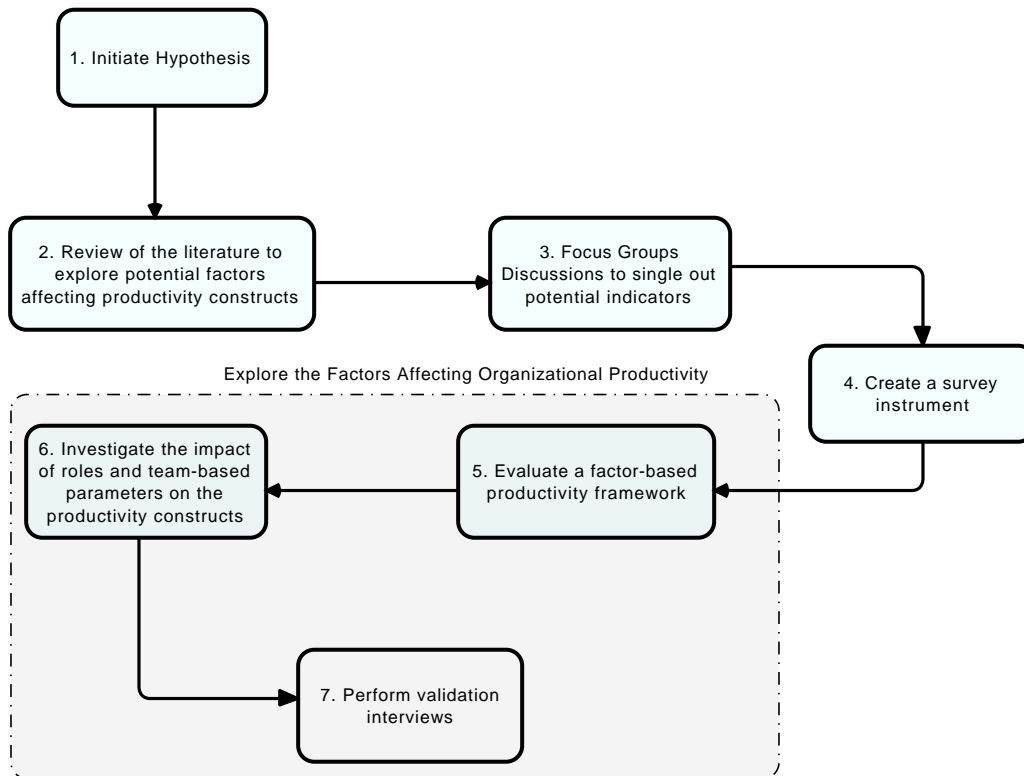 1. Initiate Hypothesis
2. Review of the literature to
explore potential factors
affecting productivity constructs
3. Focus Groups
Discussions to single out
potential indicators
4. Create a survey
instrument
Explore the Factors Affecting Organizational Productivity
5. Evaluate a factor-based
productivity framework
6. Investigate the impact
of roles and team-based
parameters on the
productivity constructs
7. Perform validation
interviews